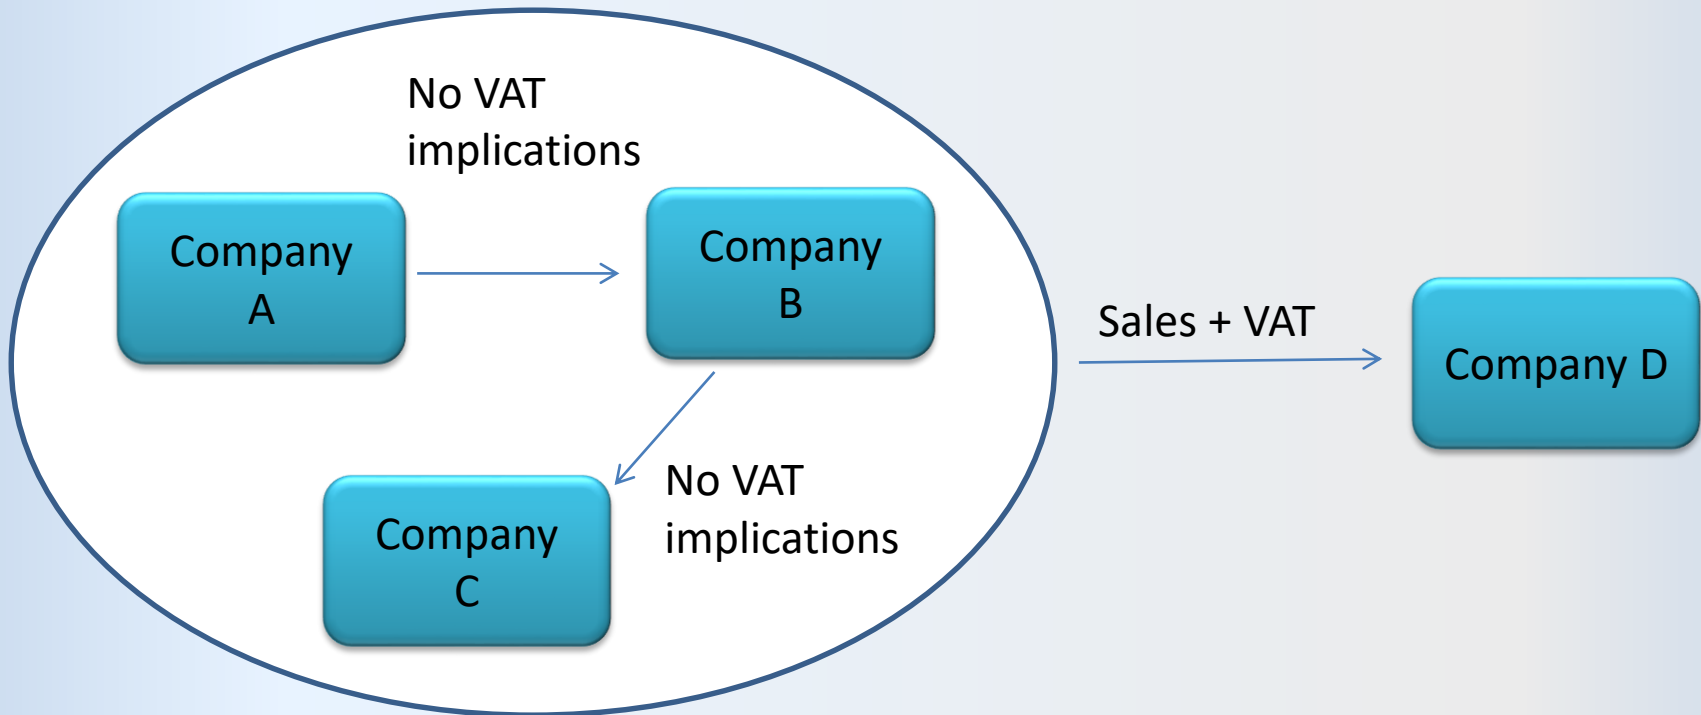 No VAT
implications
Company
A
Company
B
Sales + VAT
Company D
No VAT
implications
Company
C